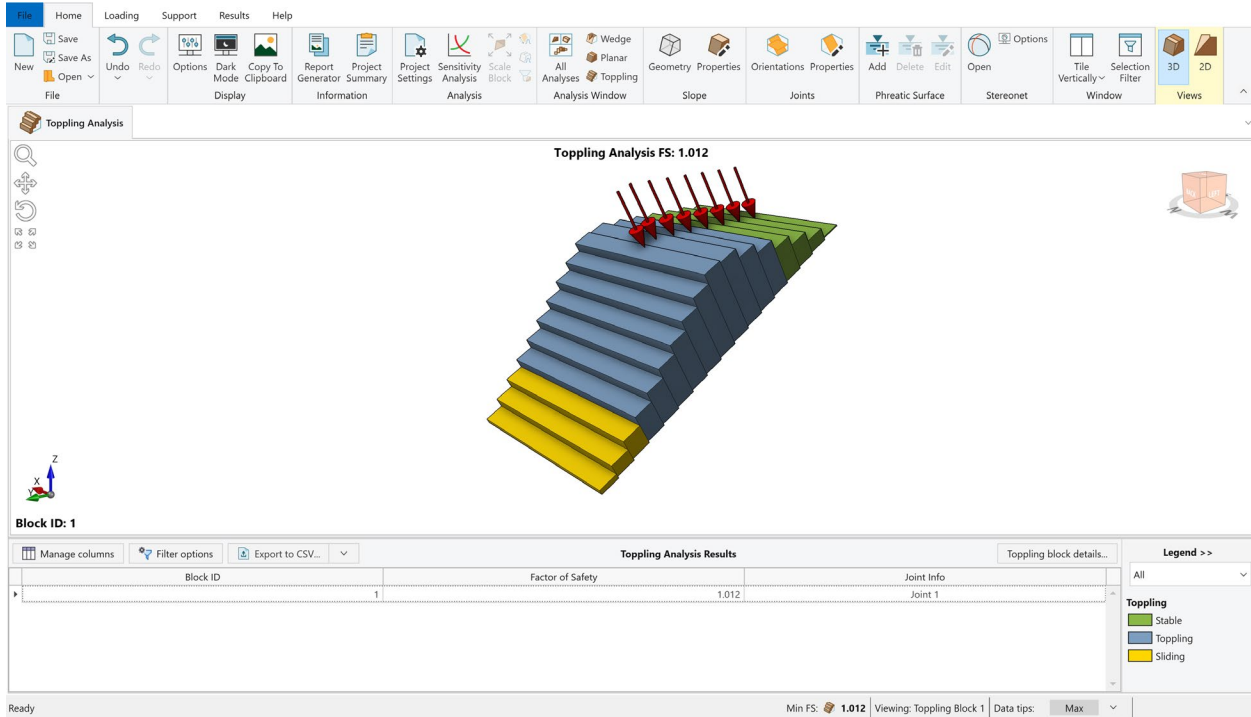 File Home Loading Support Results Help
New Save Save As Open Undo Redo Options Dark Mode Copy To Clipboard Report Generator Project Summary Project Settings Sensitivity Analysis Scale Block All Analyses Wedge Planar Toppling Geometry Properties Orientations Properties Add Delete Edit Open Options Tile Vertically Selection Filter 3D 2D
File Display Information Analysis Analysis Window Slope Joints Phreatic Surface Stereonet Window Views
Toppling Analysis
Toppling Analysis FS: 1.012
Z
X
Y
Block ID: 1
Manage columns Filter options Export to CSV... Toppling Analysis Results Toppling block details... Legend >>
Block ID Factor of Safety Joint Info All
1 1.012 Joint 1
Toppling
Stable
Toppling
Sliding
Ready Min FS: 1.012 Viewing: Toppling Block 1 Data tips: Max